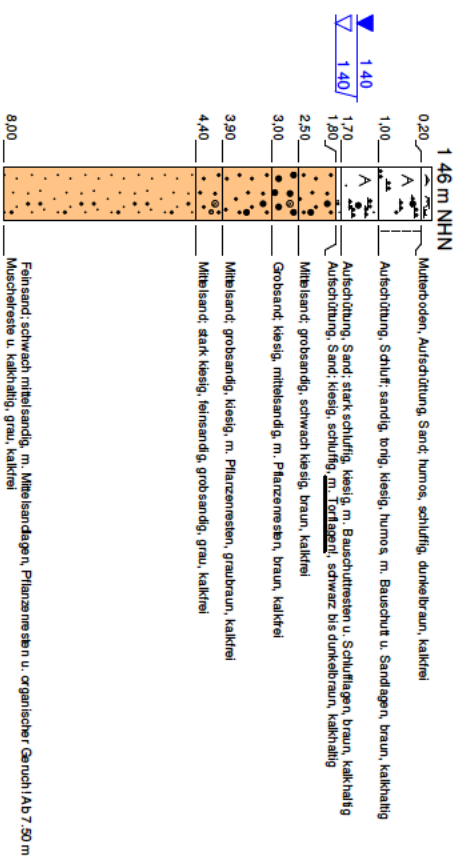 1 46 m NHN
0,20
Mutterboden, Aufschüttung, Sand; humos, schluffig, dunkelbraun, kalkfrei
A
1,00
Aufschüttung, Schluff; sandig, tonig, kiesig, humos, m. Bauschutt u. Sandlagen, braun, kalkhaltig
A
1 40
1 40
1,70
Aufschüttung, Sand; stark schluffig, kiesig, m. Bauschuttresten u. Schlufflagen, braun, kalkhaltig
1,80
Aufschüttung, Sand; kiesig, schluffig, m. Torflagen!, schwarz bis dunkelbraun, kalkhaltig
2,50
Mittelsand; grobsandig, schwach kiesig, braun, kalkfrei
3,00
Grobsand; kiesig, mittelsandig, m. Pflanzenresten, braun, kalkfrei
3,90
Mittelsand; grobsandig, kiesig, m. Pflanzenresten, graubraun, kalkfrei
4,40
Mittelsand; stark kiesig, feinsandig, grobsandig, grau, kalkfrei
8,00
Feinsand; schwach mittelsandig, m. Mittelsandlagen, Pflanzenresten u. organischer Geruch! Ab 7.50 m
Muschelreste u. kalkhaltig, grau, kalkfrei